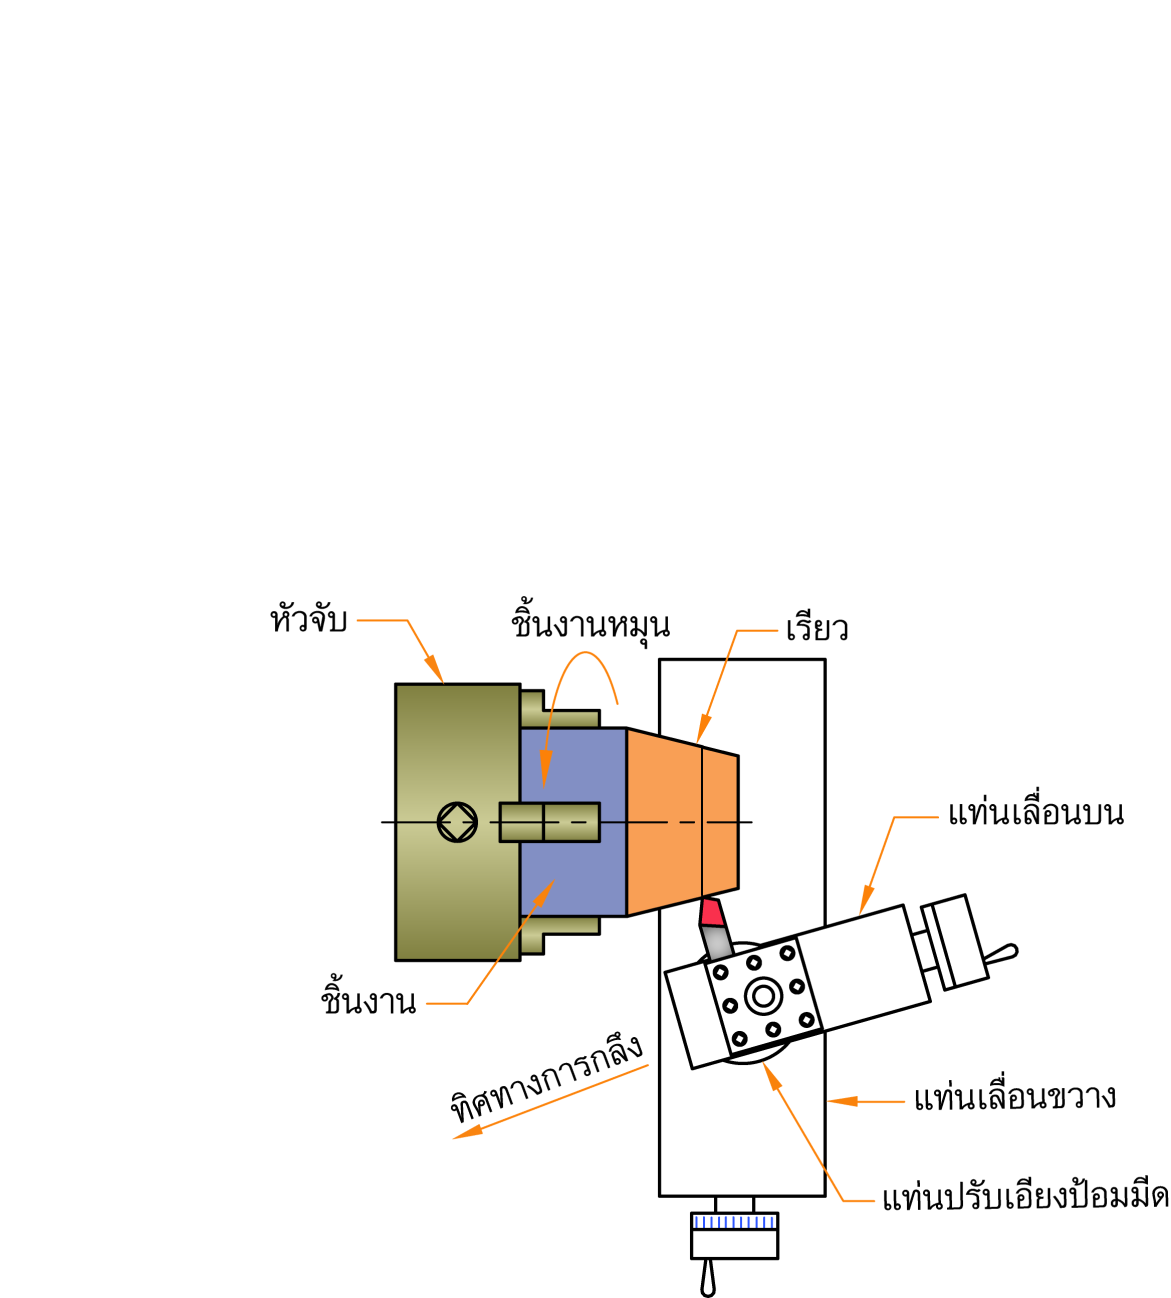 หัวจับ
ชิ้นงานหมุน
เรียว
แท่นเลื่อนบน
ชิ้นงาน
ทิศทางการกลึง
แท่นเลื่อนขวาง
แท่นปรับเอียงป้อมมีด